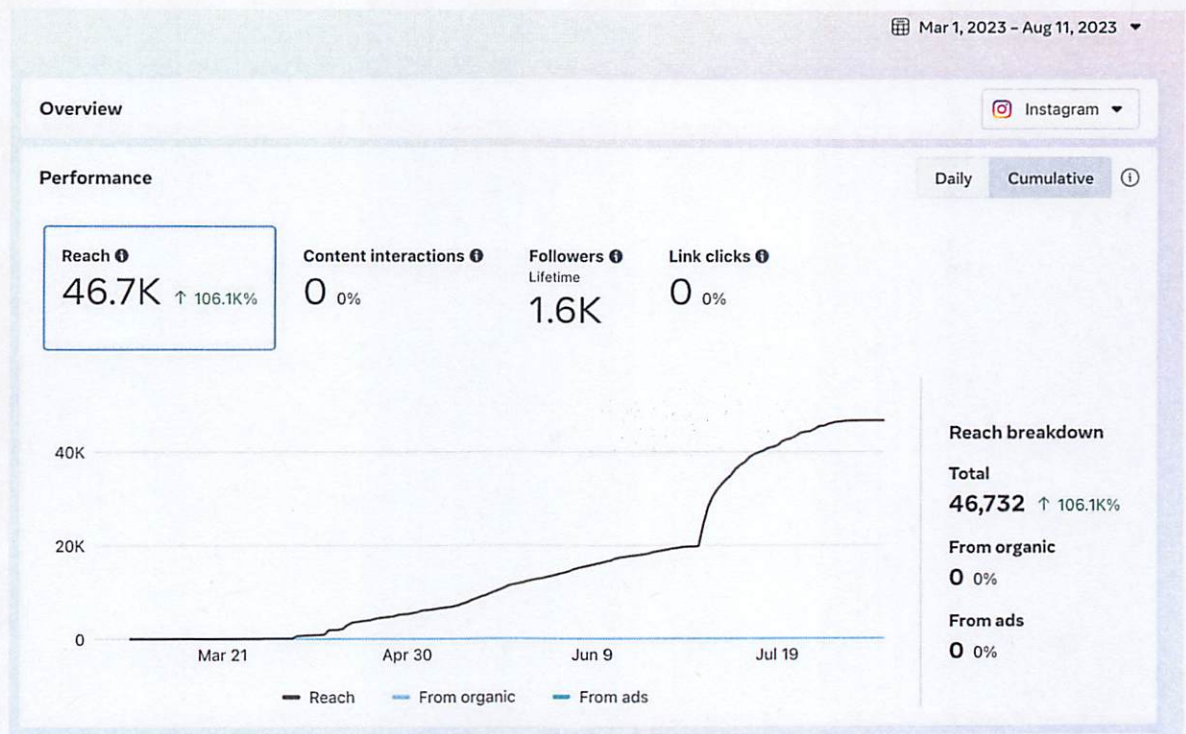 Mar 1, 2023 – Aug 11, 2023
Overview
Instagram
Performance
Daily Cumulative
Reach
46.7K ↑ 106.1K%
Content interactions
0 0%
Followers
Lifetime
1.6K
Link clicks
0 0%
40K
20K
0
Mar 21 Apr 30 Jun 9 Jul 19
Reach From organic From ads
Reach breakdown
Total
46,732 ↑ 106.1K%
From organic
0 0%
From ads
0 0%